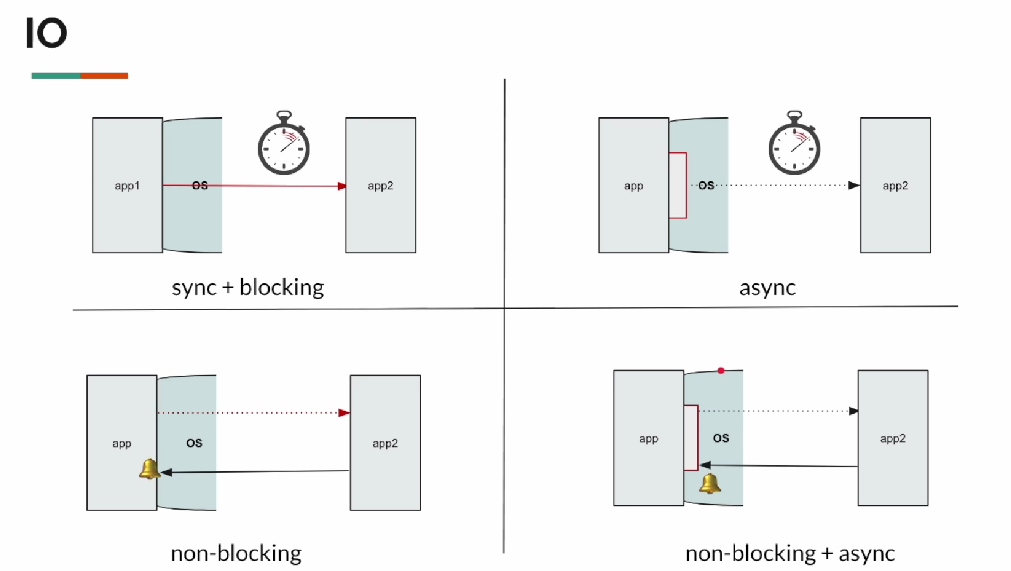 IO
app1
OS
app2
sync + blocking
app
OS
app2
async
app
OS
app2
non-blocking
app
OS
app2
non-blocking + async